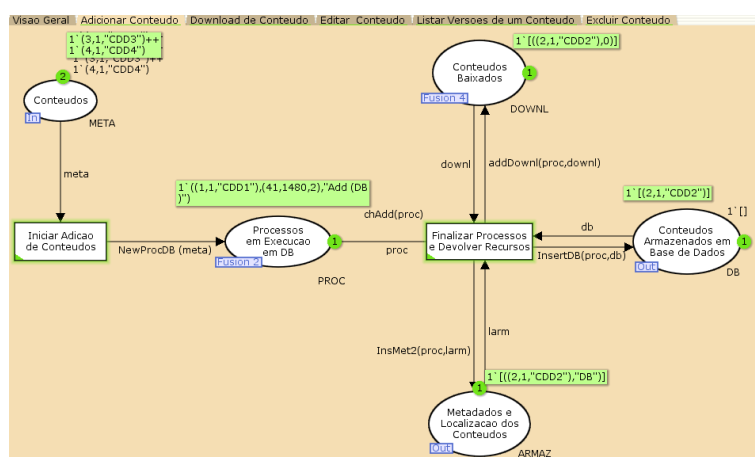 Visao Geral Adicionar Conteudo Download de Conteudo Editar Conteudo Listar Versoes de um Conteudo Excluir Conteudo
1`(3,1,"CDD3")++
1`(4,1,"CDD4")
1`(3,1,"CDD3")++
1`(4,1,"CDD4")
2
Conteudos
In
META
meta
1`[((2,1,"CDD2"),0)]
Conteudos
Baixados
1
Fusion 4
DOWNL
downl
addDownl(proc,downl)
1`((1,1,"CDD1"),(41,1480,2),"Add (DB
)")
chAdd(proc)
1`[(2,1,"CDD2")]
1`[]
Iniciar Adicao
de Conteudos
NewProcDB (meta)
Processos
em Execucao
em DB
1
Fusion 2
PROC
proc
Finalizar Processos
e Devolver Recursos
db
InsertDB(proc,db)
Conteudos
Armazenados em
Base de Dados
1
Out
DB
larm
InsMet2(proc,larm)
1`[((2,1,"CDD2"),"DB")]
1
Metadados e
Localizacao dos
Conteudos
Out
ARMAZ